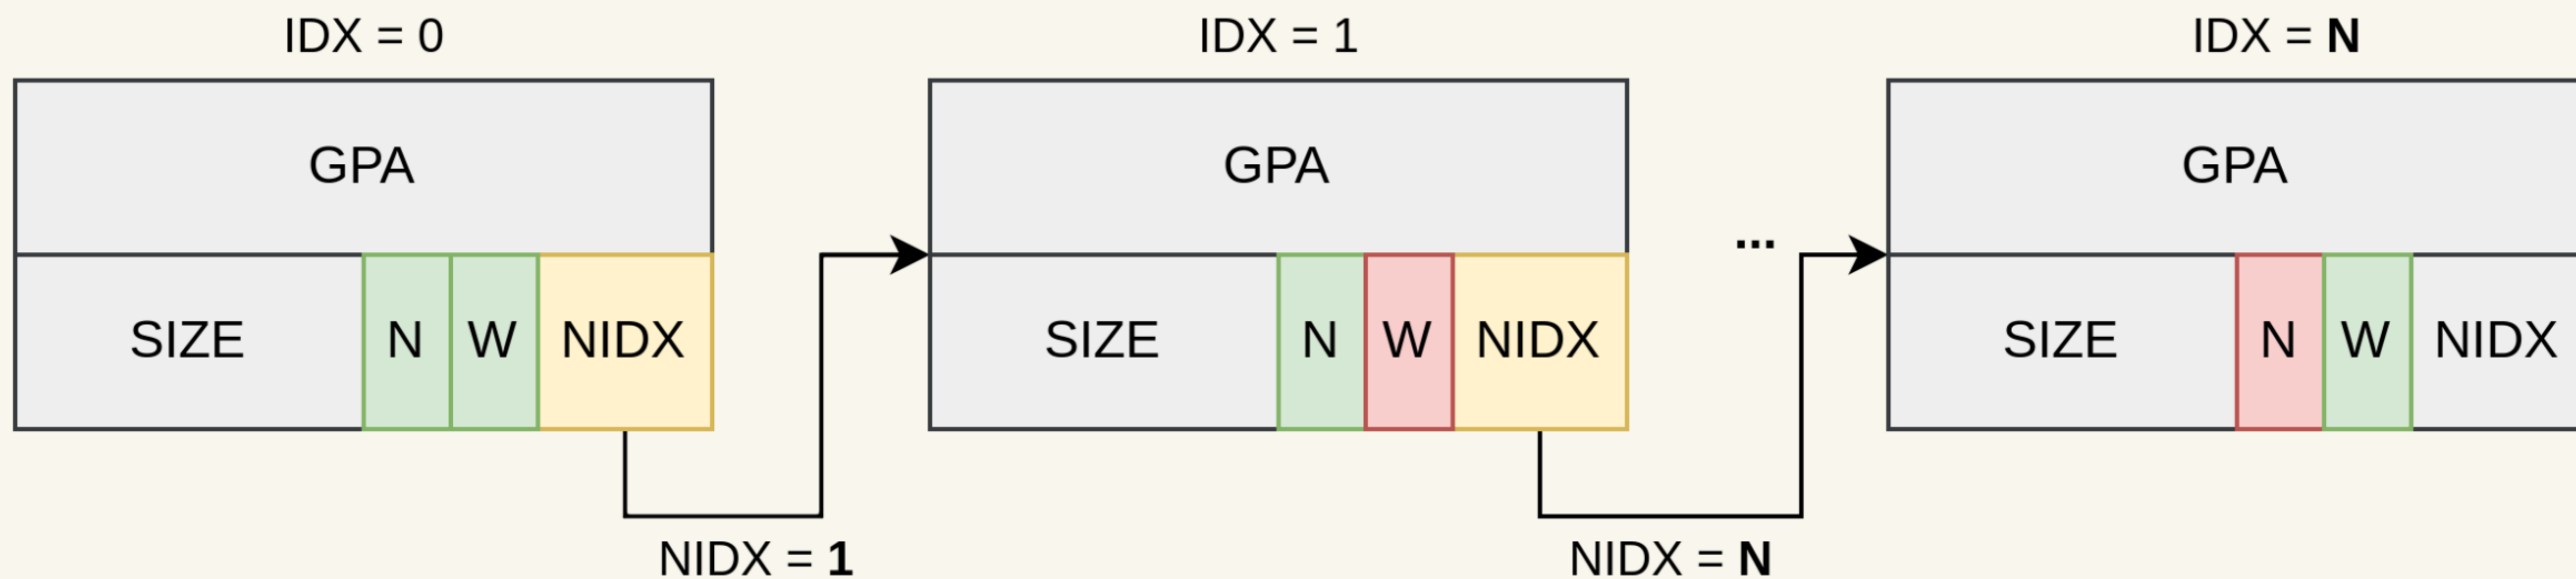 IDX = 0
IDX = 1
IDX = N
GPA
GPA
GPA
...
SIZE N W NIDX
SIZE N W NIDX
SIZE N W NIDX
NIDX = 1
NIDX = N